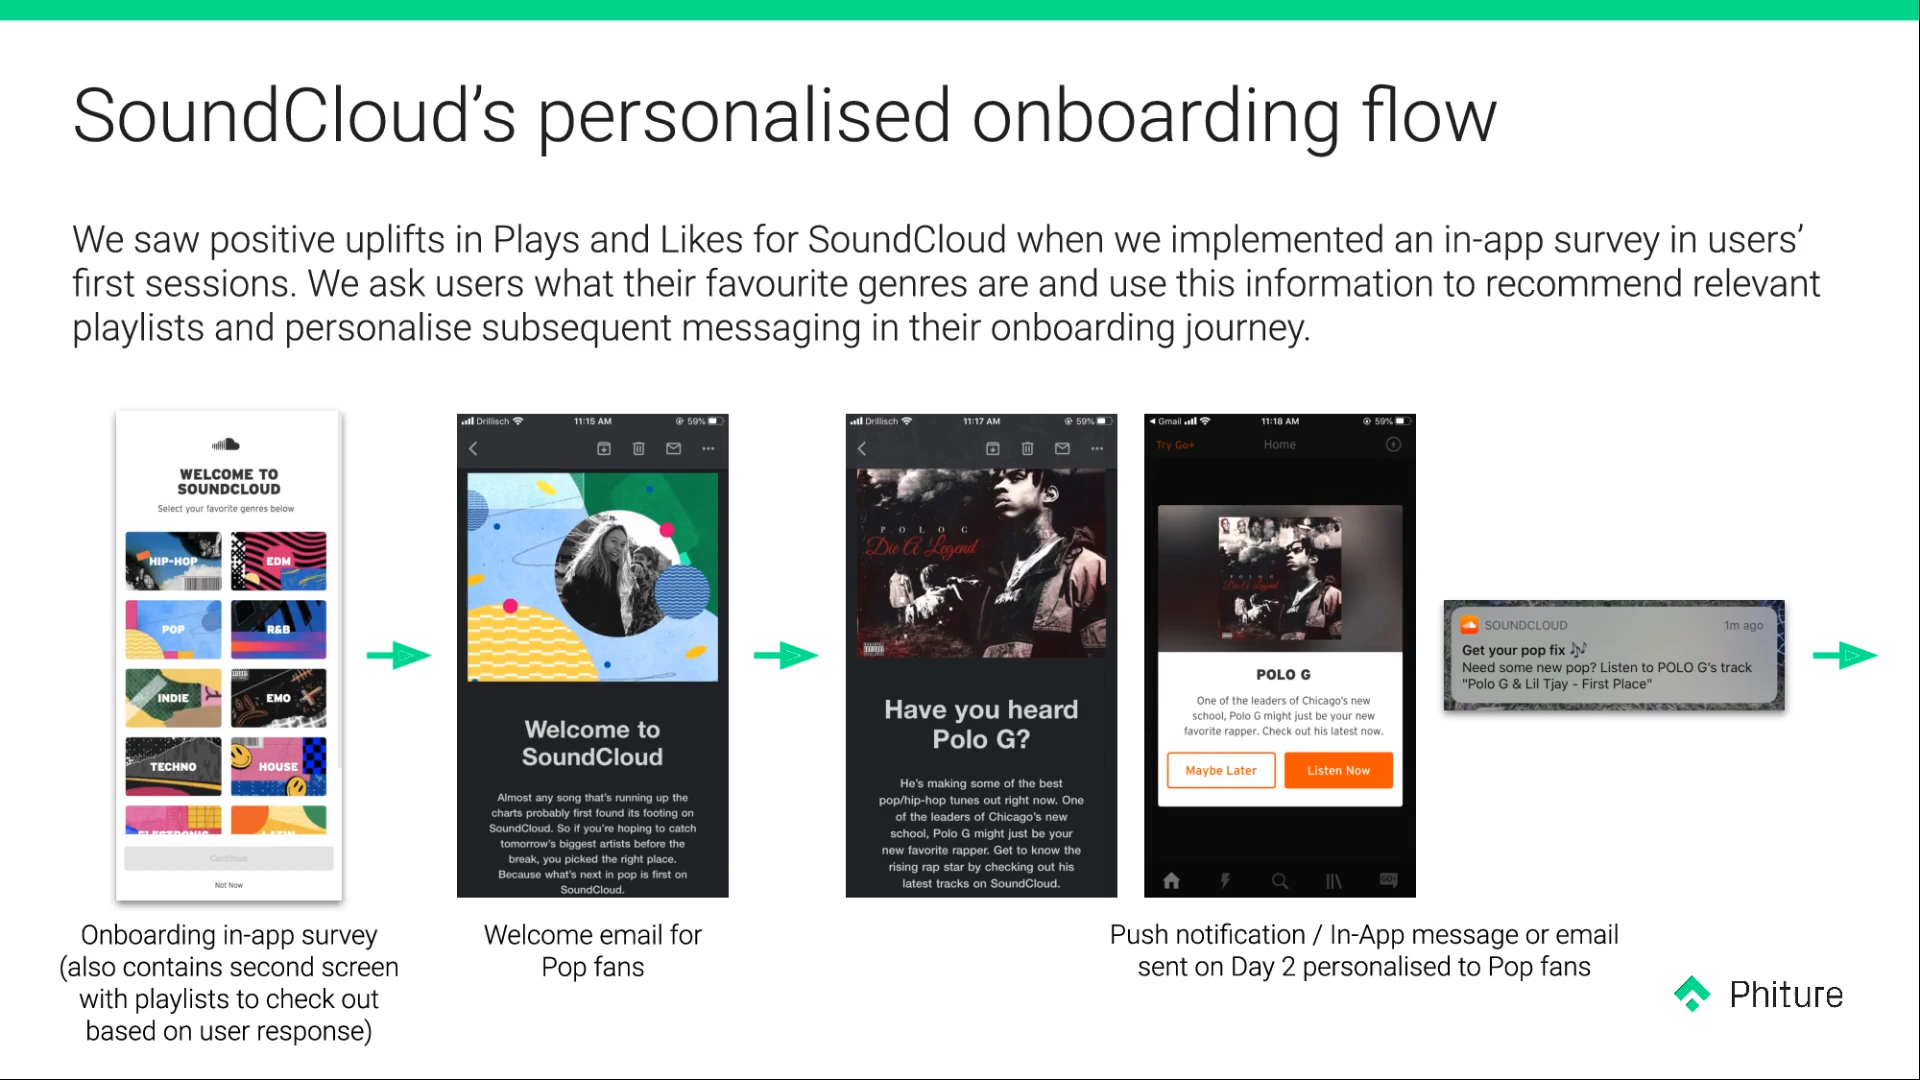 SoundCloud's personalised onboarding flow
We saw positive uplifts in Plays and Likes for SoundCloud when we implemented an in-app survey in users'
first sessions. We ask users what their favourite genres are and use this information to recommend relevant
playlists and personalise subsequent messaging in their onboarding journey.
WELCOME TO
SOUNDCLOUD
Select your favorite genres below
HIP-HOP
EDM
POP
R&B
INDIE
EMO
TECHNO
HOUSE
ELECTRONIC
LATIN
Continue
Not Now
Onboarding in-app survey
(also contains second screen
with playlists to check out
based on user response)
Drillisch 11:15 AM 59%
Welcome to
SoundCloud
Almost any song that's running up the
charts probably first found its footing on
SoundCloud. So if you're hoping to catch
tomorrow's biggest artists before the
break, you picked the right place.
Because what's next in pop is first on
SoundCloud.
Welcome email for
Pop fans
Drillisch 11:17 AM 59%
POLO G
Die A Legend
Have you heard
Polo G?
He's making some of the best
pop/hip-hop tunes out right now. One
of the leaders of Chicago's new
school, Polo G might just be your
new favorite rapper. Get to know the
rising rap star by checking out his
latest tracks on SoundCloud.
Gmail 11:18 AM 59%
Try Go+ Home
POLO G
Die A Legend
POLO G
One of the leaders of Chicago's new
school, Polo G might just be your new
favorite rapper. Check out his latest now.
Maybe Later
Listen Now
GO+
SOUNDCLOUD 1m ago
Get your pop fix 🎶
Need some new pop? Listen to POLO G's track
"Polo G & Lil Tjay - First Place"
Push notification / In-App message or email
sent on Day 2 personalised to Pop fans
Phiture